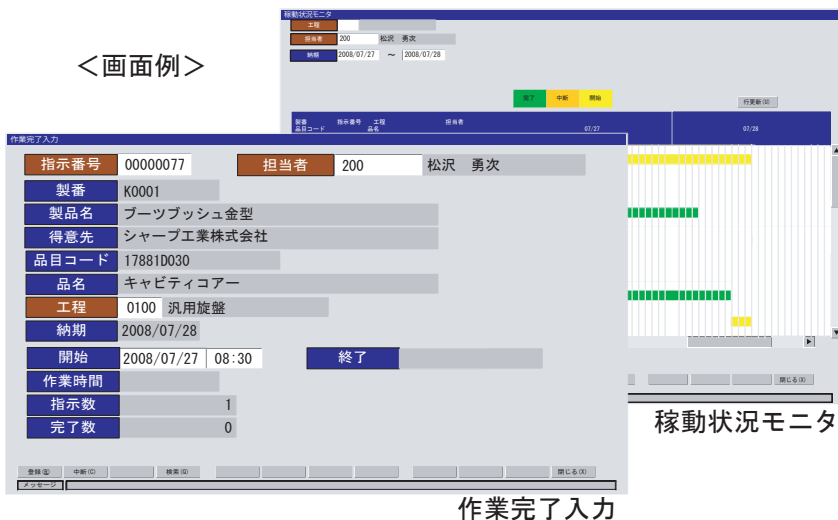 ＜画面例＞
稼動状況モニタ
工程
担当者 200 松沢 勇次
納期 2008/07/27 ～ 2008/07/28
完了 中断 開始
行更新(U)
製番 指示番号 工程 担当者
品目コード 品名 07/27 07/28
閉じる(X)
稼動状況モニタ
作業完了入力
指示番号 00000077 担当者 200 松沢 勇次
製番 K0001
製品名 ブーツブッシュ金型
得意先 シャープ工業株式会社
品目コード 17881D030
品名 キャビティコアー
工程 0100 汎用旋盤
納期 2008/07/28
開始 2008/07/27 08:30 終了
作業時間
指示数 1
完了数 0
中断(C) 閉じる(X)
メッセージ
作業完了入力